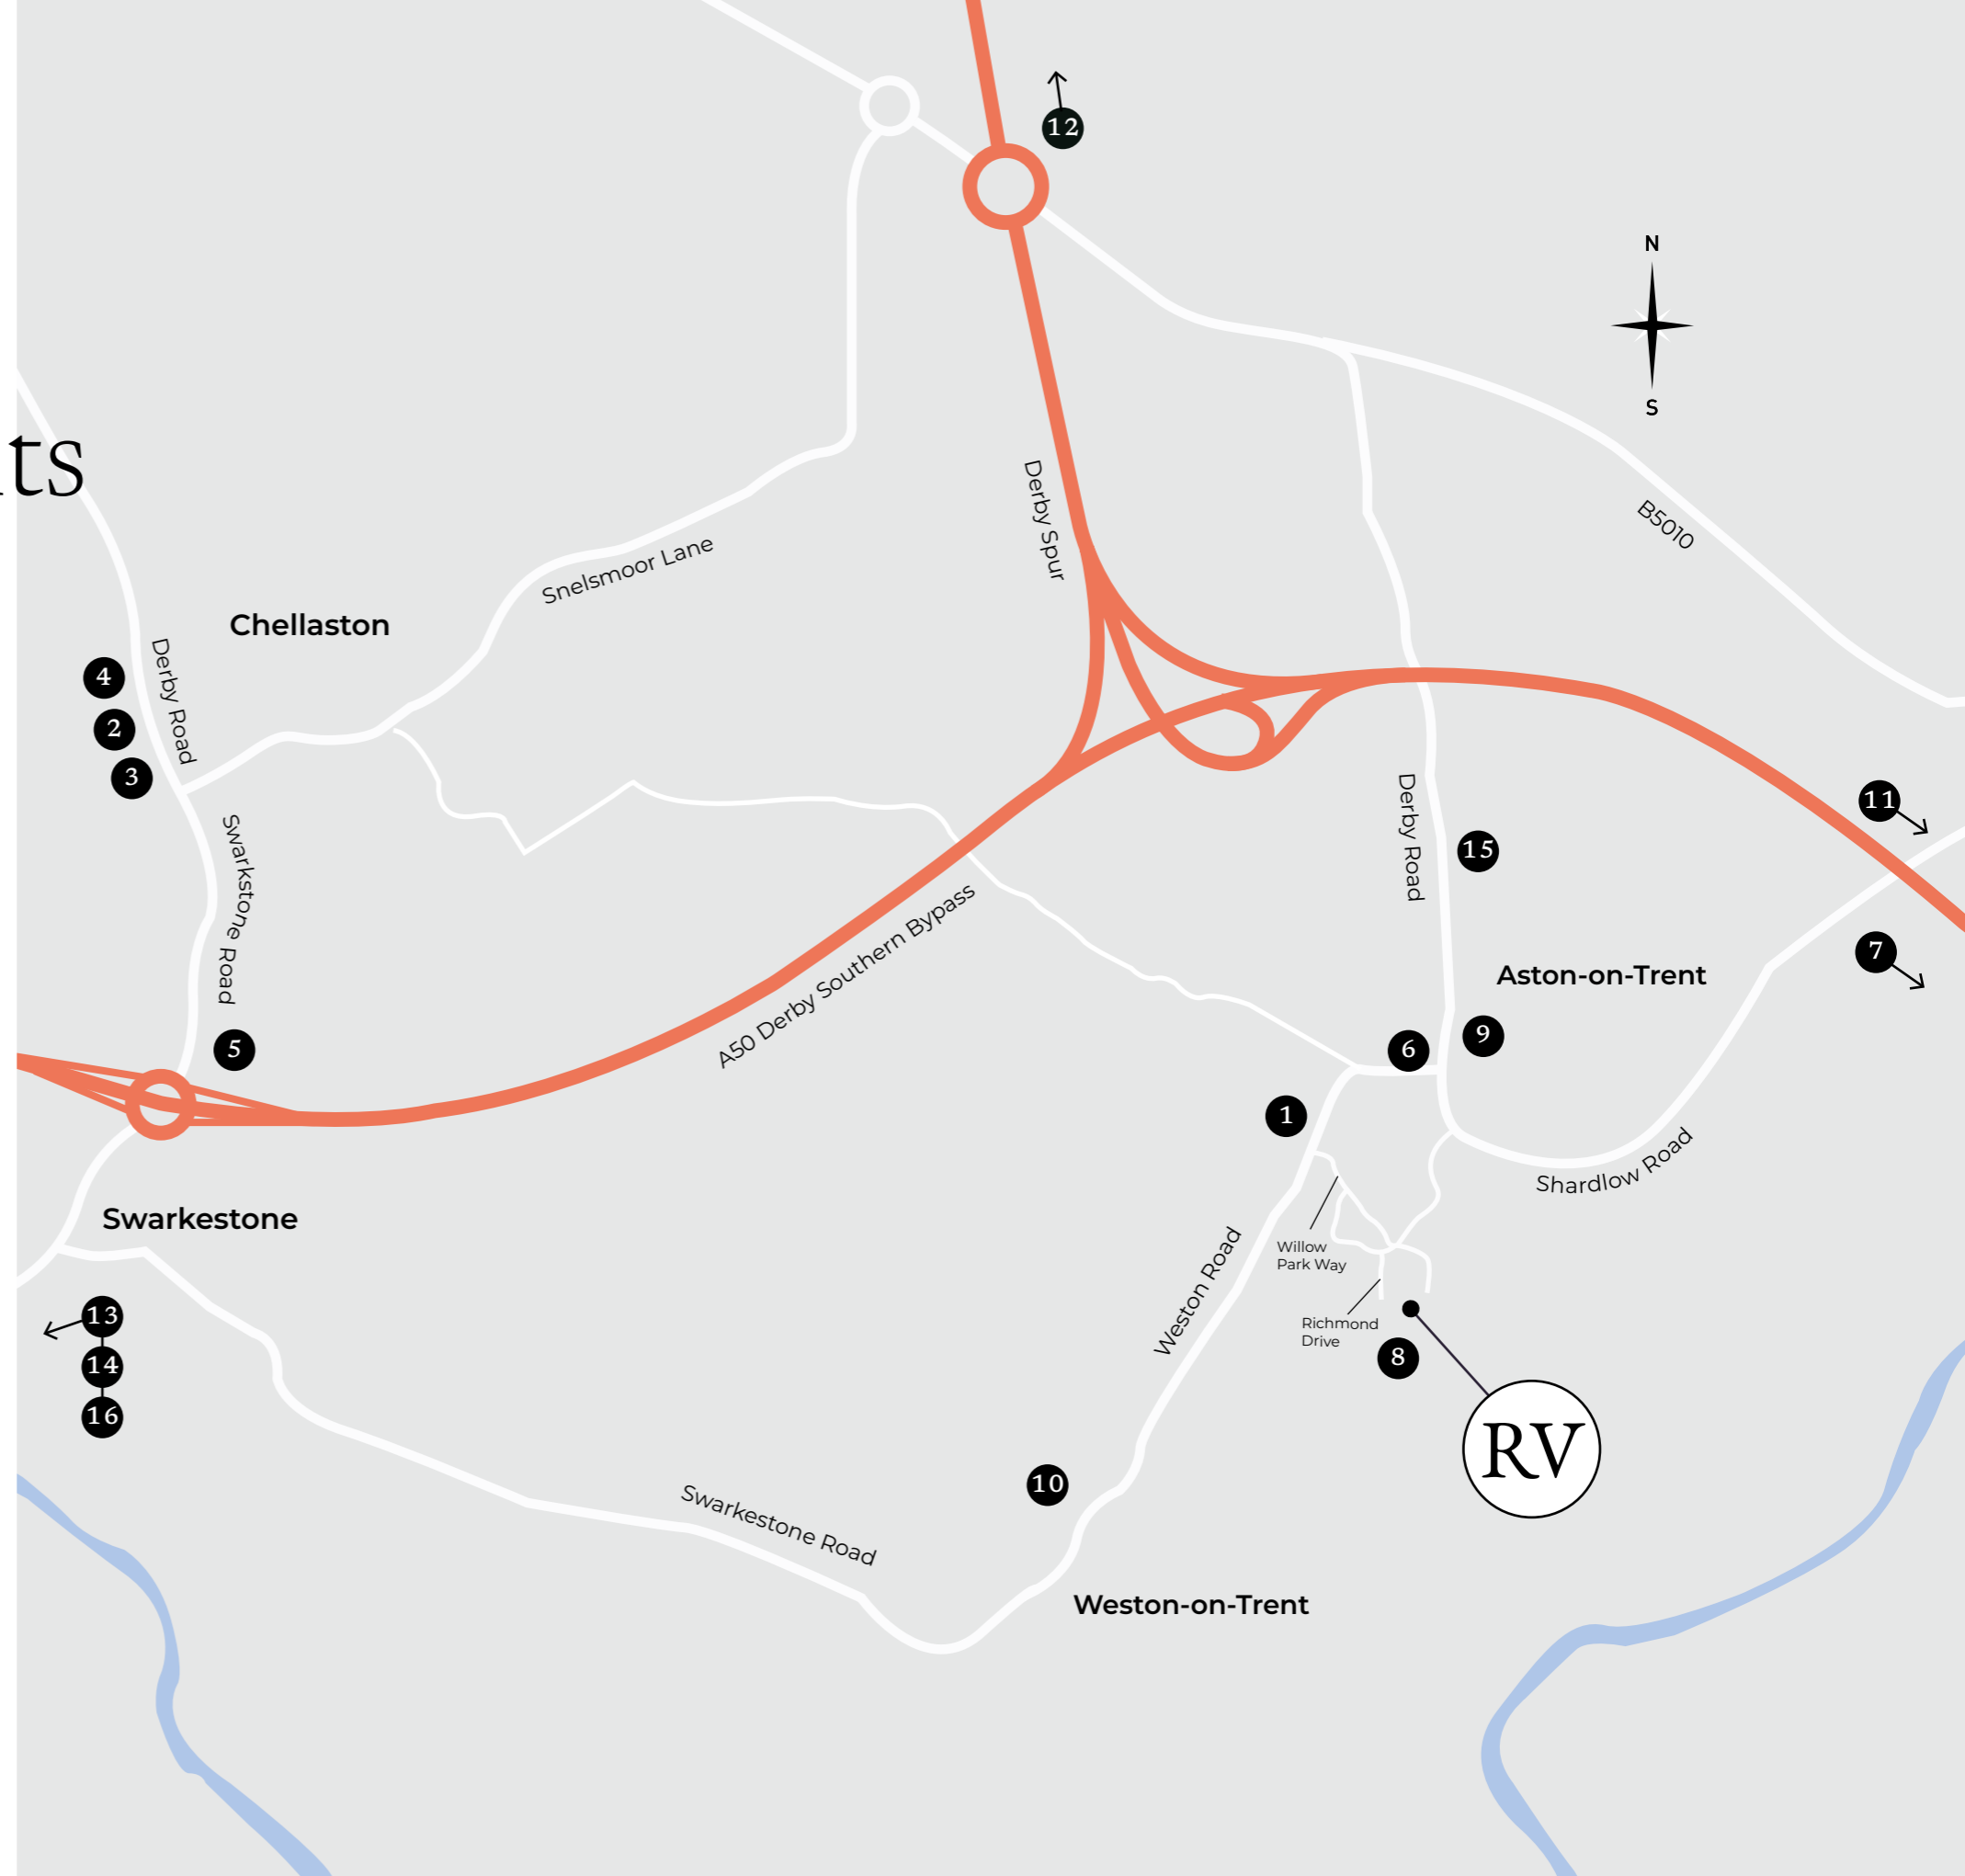 12
N
S
ts
Derby Spur
B5010
Snelsmoor Lane
Chellaston
Derby Road
4
2
3
Swarkstone Road
Derby Road
11
15
A50 Derby Southern Bypass
7
Aston-on-Trent
5
6
9
1
Shardlow Road
Swarkestone
Willow
Park Way
Weston Road
Richmond
Drive
13
14
16
8
RV
10
Swarkestone Road
Weston-on-Trent